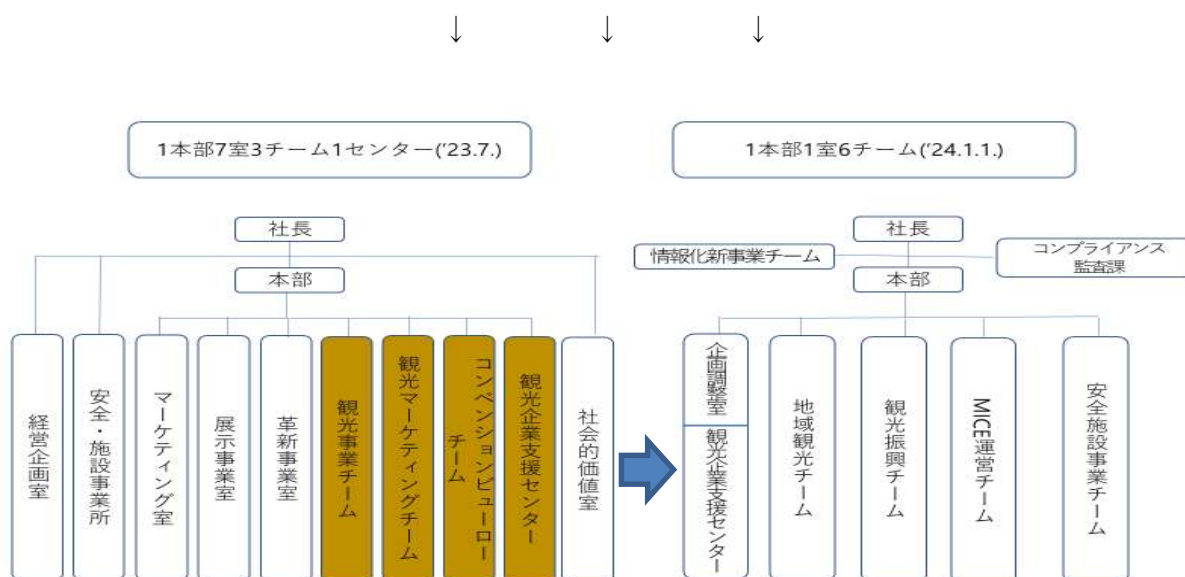 ↓ ↓ ↓
1本部7室3チーム1センター('23.7.)
1本部1室6チーム('24.1.1.)
社長
本部
経営企画室
安全・施設事業所
マーケティング室
展示事業室
革新事業室
観光事業チーム
観光マーケティングチーム
コンベンションビューロー
チーム
観光企業支援センター
社会的価値室
社長
情報化新事業チーム
コンプライアンス
監査課
本部
企画調整室
観光企業支援センター
地域観光チーム
観光振興チーム
MICE運営チーム
安全施設事業チーム